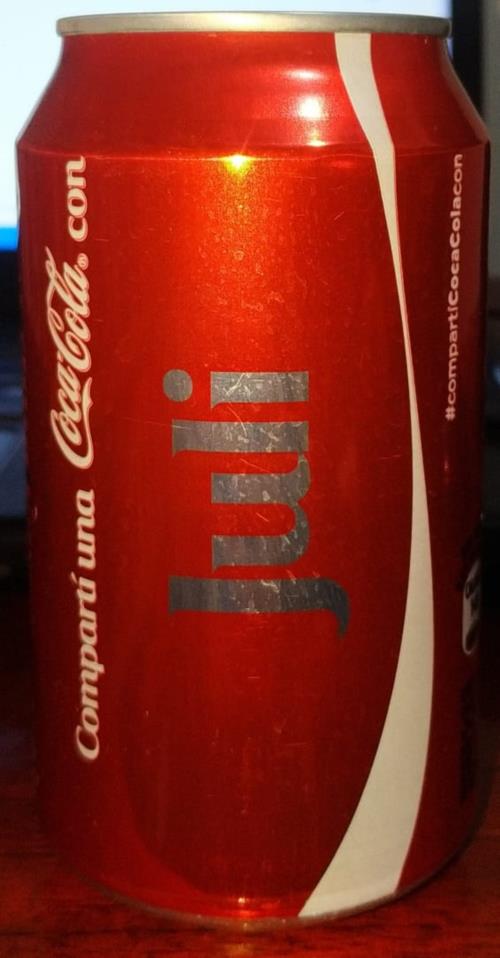 Compartí una Coca-Cola® con
Juli
#compartíCocaColacon